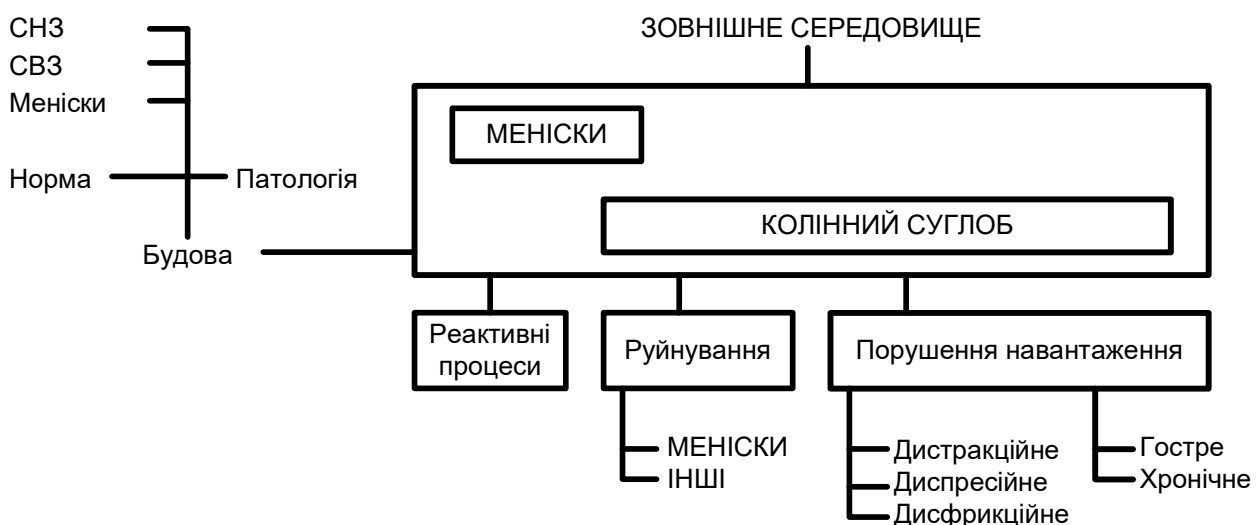 СНЗ
СВЗ
Меніски
Норма
Патологія
Будова
ЗОВНІШНЕ СЕРЕДОВИЩЕ
МЕНІСКИ
КОЛІННИЙ СУГЛОБ
Реактивні
процеси
Руйнування
Порушення навантаження
МЕНІСКИ
ІНШІ
Дистракційне
Диспресійне
Дисфрикційне
Гостре
Хронічне